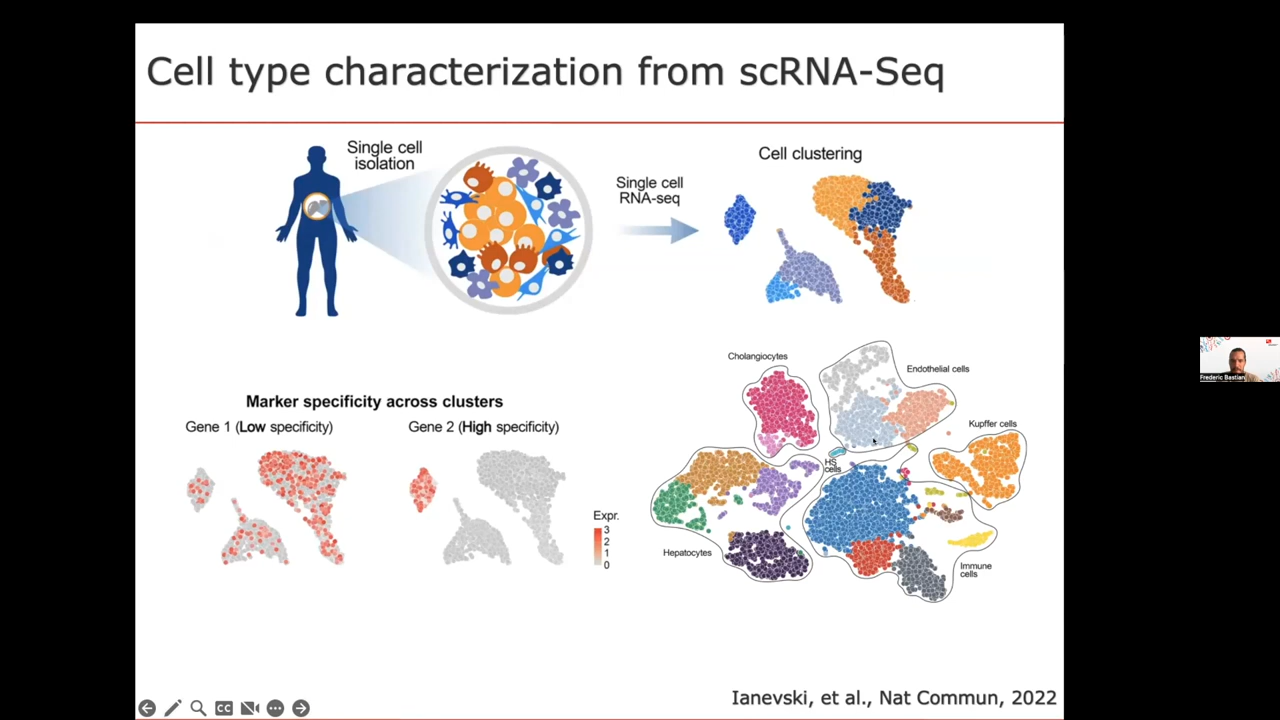 Cell type characterization from scRNA-Seq
Single cell
isolation
Single cell
RNA-seq
Cell clustering
Marker specificity across clusters
Gene 1 (Low specificity)
Gene 2 (High specificity)
Expr.
3
2
1
0
Cholangiocytes
Endothelial cells
Kupffer cells
HS
cells
Hepatocytes
Immune
cells
Ianevski, et al., Nat Commun, 2022
CC
Frederic Bastian